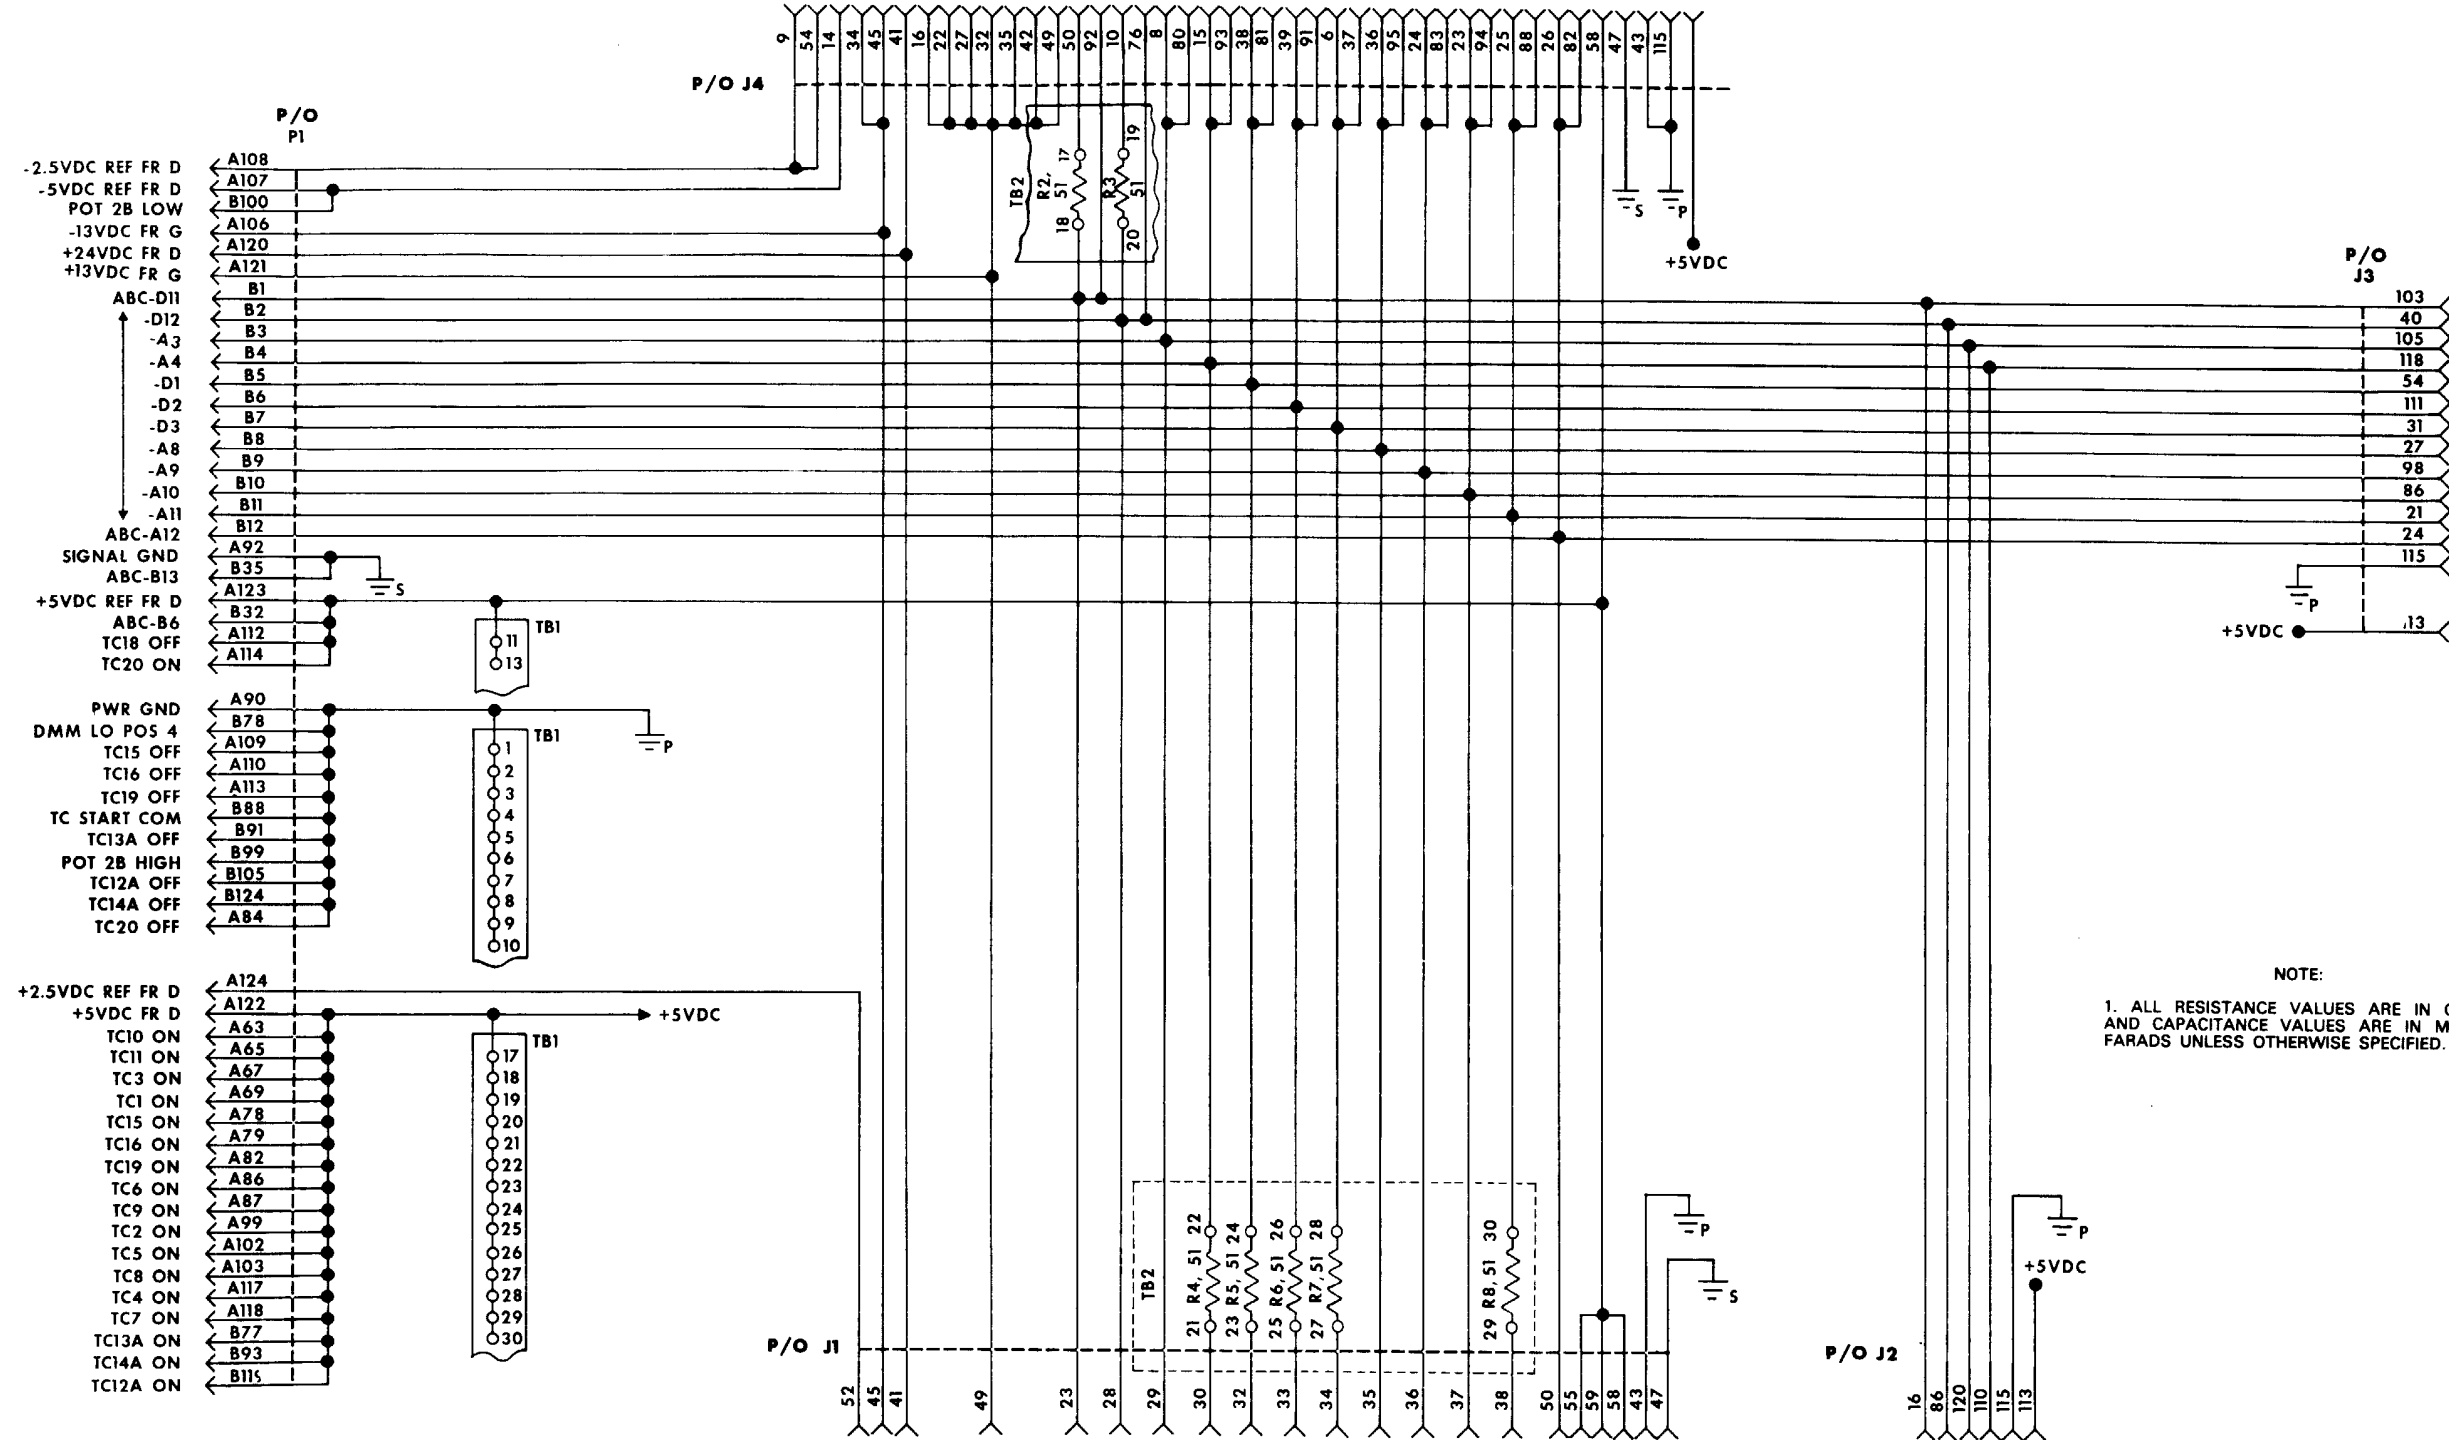 9 54 14 34 45 41 16 22 27 32 35 42 49 50 92 10 76 8 80 15 93 38 81 39 91 6 37 36 95 24 83 23 94 25 88 26 82 58 47 43 115
P/O J4
P/O
P1
-2.5VDC REF FR D A108
-5VDC REF FR D A107
POT 2B LOW B100
-13VDC FR G A106
+24VDC FR D A120
+13VDC FR G A121
ABC-D11 B1
-D12 B2
-A3 B3
-A4 B4
-D1 B5
-D2 B6
-D3 B7
-A8 B8
-A9 B9
-A10 B10
-A11 B11
ABC-A12 B12
SIGNAL GND A92
ABC-B13 B35
S
+5VDC REF FR D A123
ABC-B6 B32
TC18 OFF A112
TC20 ON A114
TB1
11
13
PWR GND A90
DMM LO POS 4 B78
TC15 OFF A109
TC16 OFF A110
TC19 OFF A113
TC START COM B88
TC13A OFF B91
POT 2B HIGH B99
TC12A OFF B105
TC14A OFF B124
TC20 OFF A84
P
TB1
1
2
3
4
5
6
7
8
9
10
+2.5VDC REF FR D A124
+5VDC FR D A122
+5VDC
TC10 ON A63
TC11 ON A65
TC3 ON A67
TC1 ON A69
TC15 ON A78
TC16 ON A79
TC19 ON A82
TC6 ON A86
TC9 ON A87
TC2 ON A99
TC5 ON A102
TC8 ON A103
TC4 ON A117
TC7 ON A118
TC13A ON B77
TC14A ON B93
TC12A ON B115
TB1
17
18
19
20
21
22
23
24
25
26
27
28
29
30
TB2
R2, 51
17
18
R3
51
19
20
S
P
+5VDC
P/O
J3
103
40
105
118
54
111
31
27
98
86
21
24
115
P
+5VDC
113
NOTE:
1. ALL RESISTANCE VALUES ARE IN
AND CAPACITANCE VALUES ARE IN
FARADS UNLESS OTHERWISE SPECIFIED.
TB2
21 R4, 51 22
23 R5, 51 24
25 R6, 51 26
27 R7, 51 28
29 R8, 51 30
P
S
P/O J1
52 45 41 49 23 28 29 30 32 33 34 35 36 37 38 50 55 59 58 43 47
P
+5VDC
P/O J2
16 86 120 110 115 113